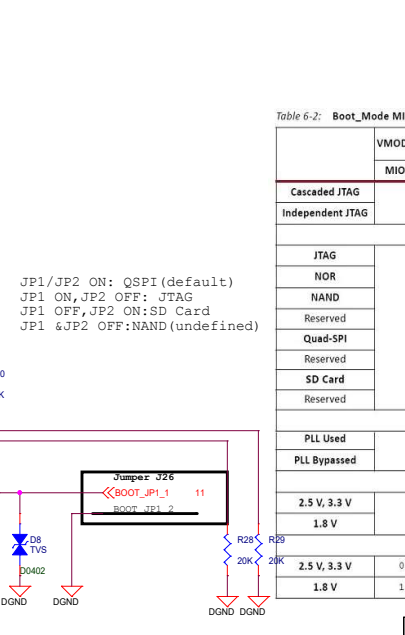 Table 6-2: Boot_Mode MI
VMOD
MIO
Cascaded JTAG
Independent JTAG
JTAG
NOR
NAND
Reserved
Quad-SPI
Reserved
SD Card
Reserved
PLL Used
PLL Bypassed
2.5 V, 3.3 V
1.8 V
2.5 V, 3.3 V 0
1.8 V 1
JP1/JP2 ON: QSPI(default)
JP1 ON,JP2 OFF: JTAG
JP1 OFF,JP2 ON:SD Card
JP1 &JP2 OFF:NAND(undefined)
0
K
Jumper J26
BOOT_JP1_1 11
BOOT_JP1_2
D8
TVS
D0402
R28 R29
20K 20K
DGND DGND
DGND DGND